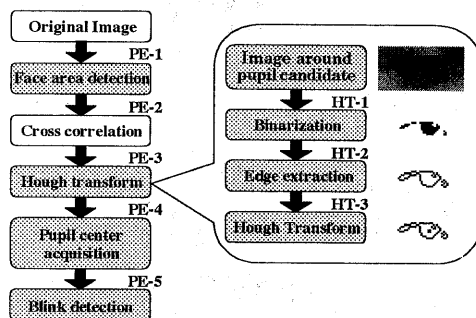 Original Image
PE-1
Face area detection
PE-2
Cross correlation
PE-3
Hough transform
PE-4
Pupil center
acquisition
PE-5
Blink detection
Image around
pupil candidate
HT-1
Binarization
HT-2
Edge extraction
HT-3
Hough Transform